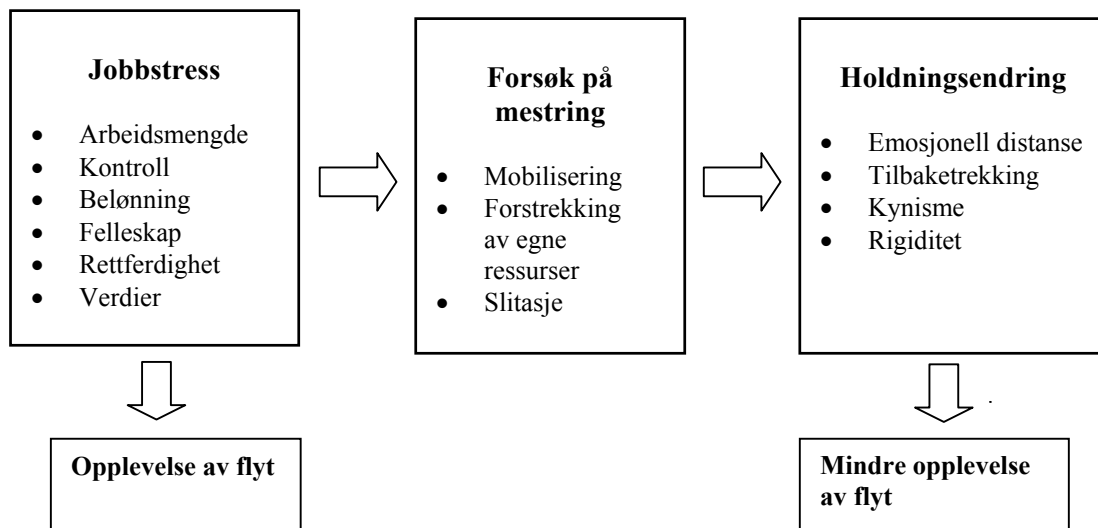 Jobbstress
• Arbeidsmengde
• Kontroll
• Belønning
• Felleskap
• Rettferdighet
• Verdier
Forsøk på
mestring
• Mobilisering
• Forstrekking
av egne
ressurser
• Slitasje
Holdningsendring
• Emosjonell distanse
• Tilbaketrekking
• Kynisme
• Rigiditet
Opplevelse av flyt
Mindre opplevelse
av flyt